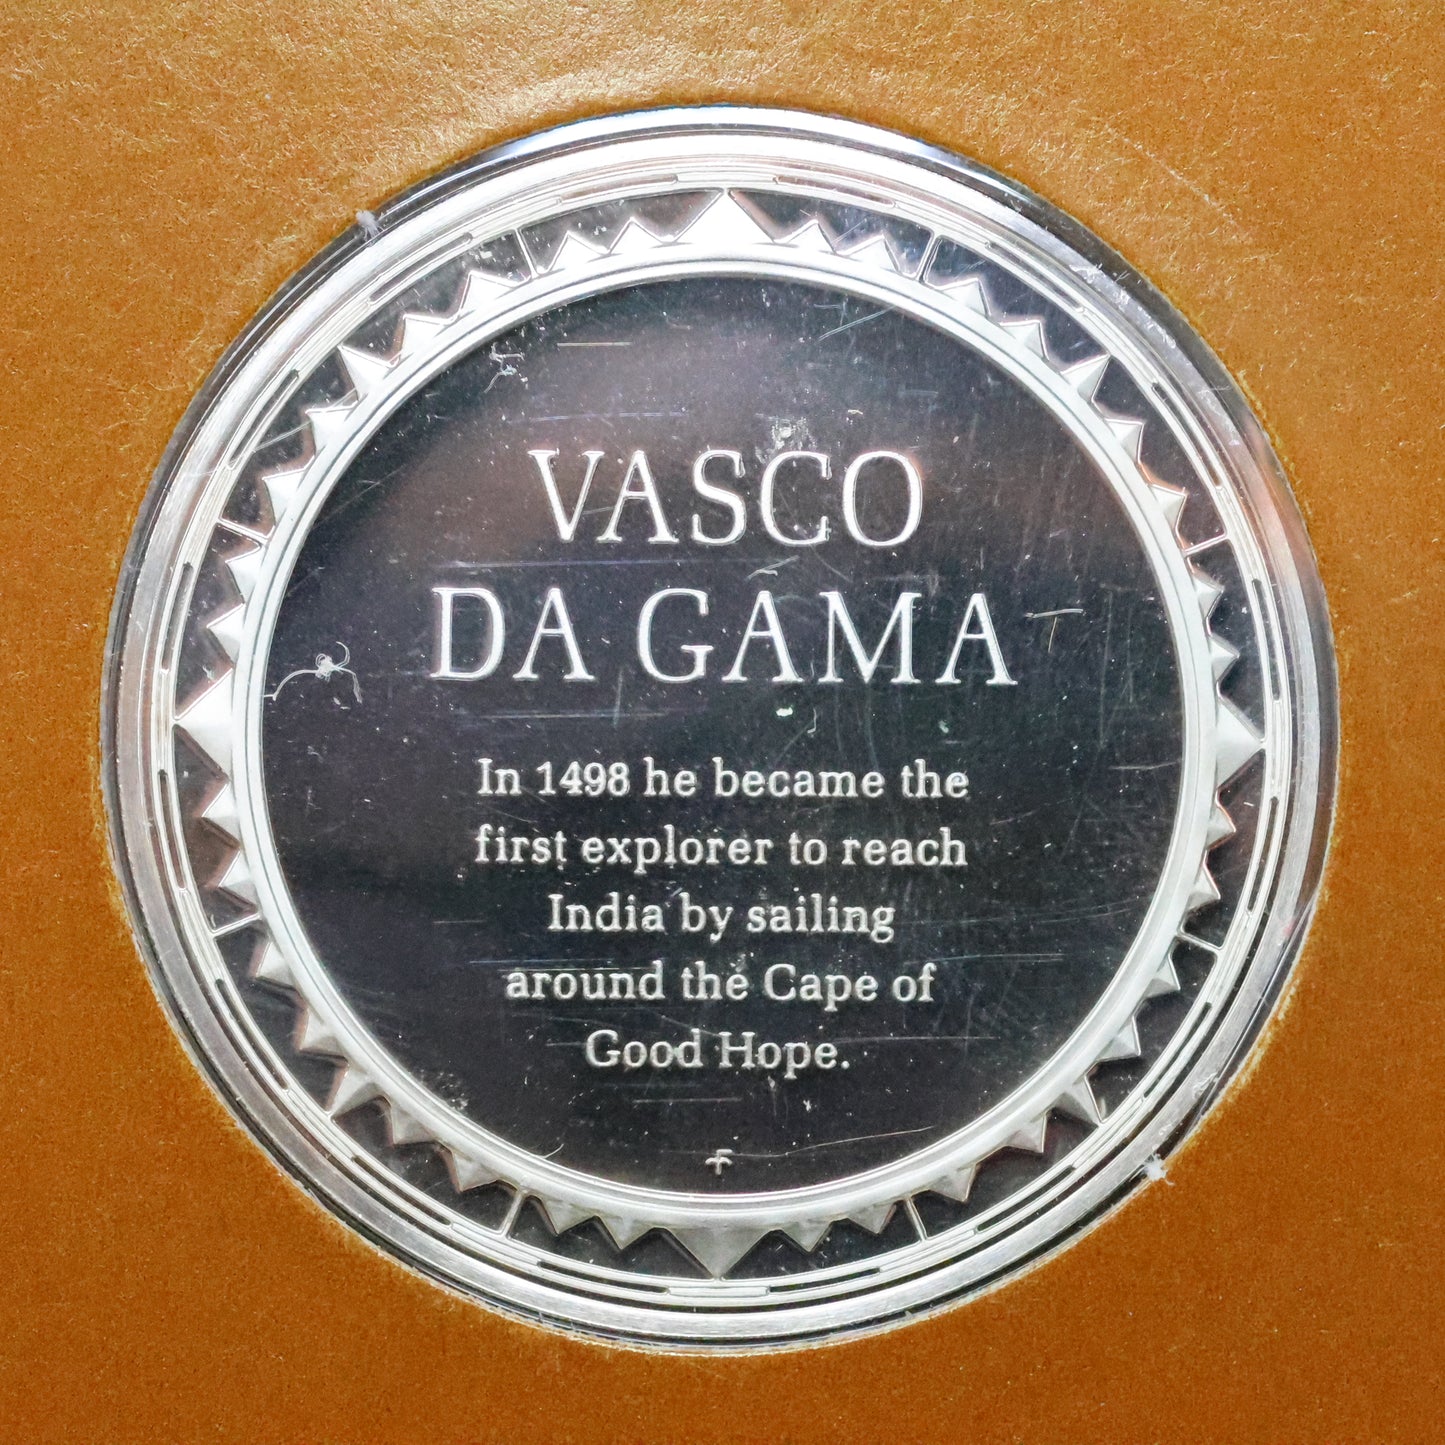 VASCO
DA GAMA
In 1498 he became the
first explorer to reach
India by sailing
around the Cape of
Good Hope.
F